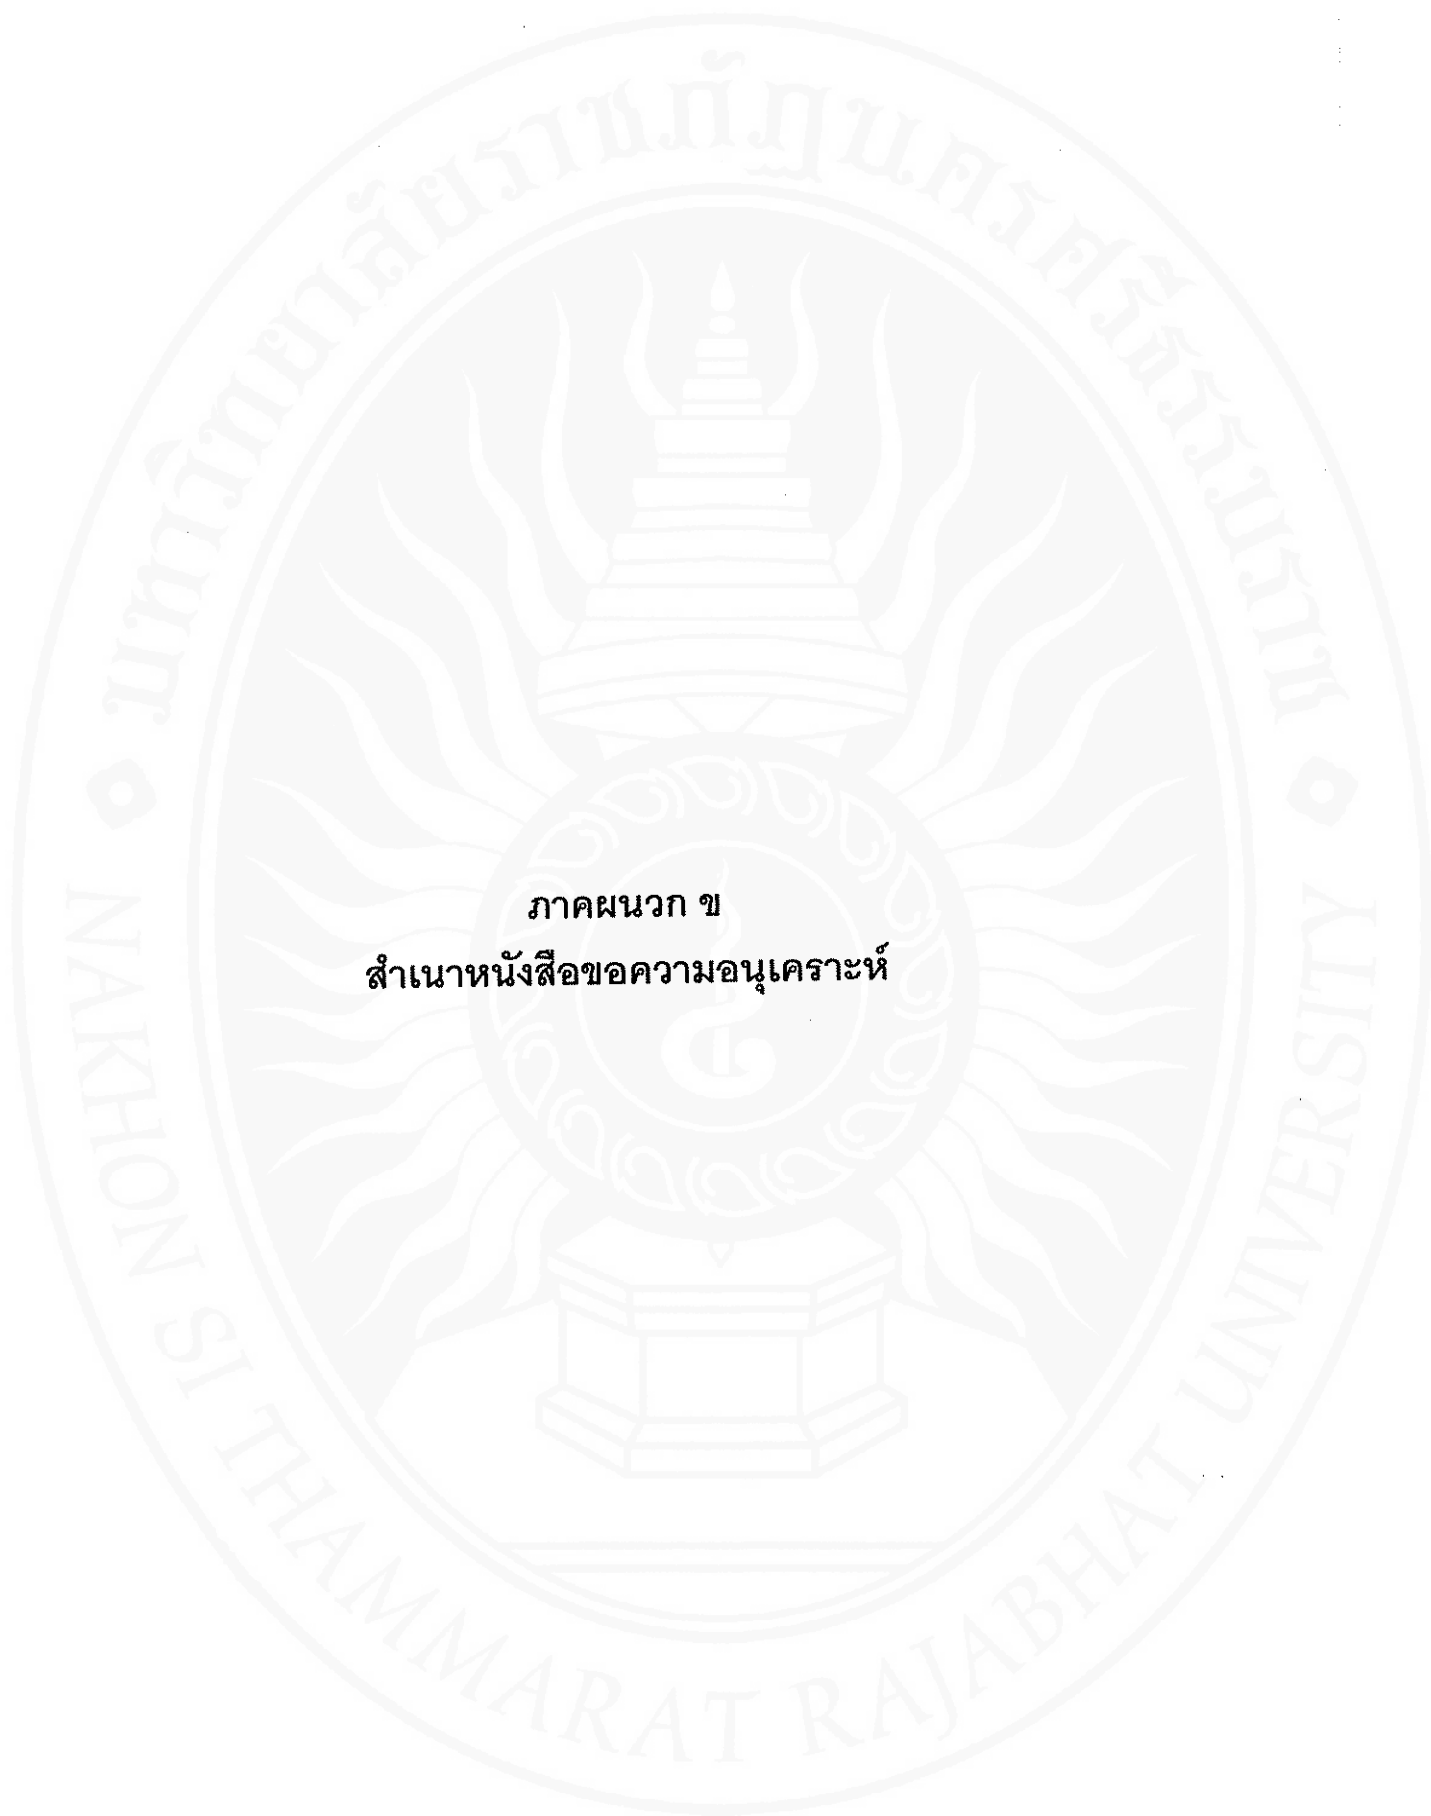 มหาวิทยาลัยราชภัฏนครศรีธรรมราช
ภาคผนวก ข
สำเนาหนังสือขอความอนุเคราะห์
NAKHON SI THAMMARAT RAJABHAT UNIVERSITY